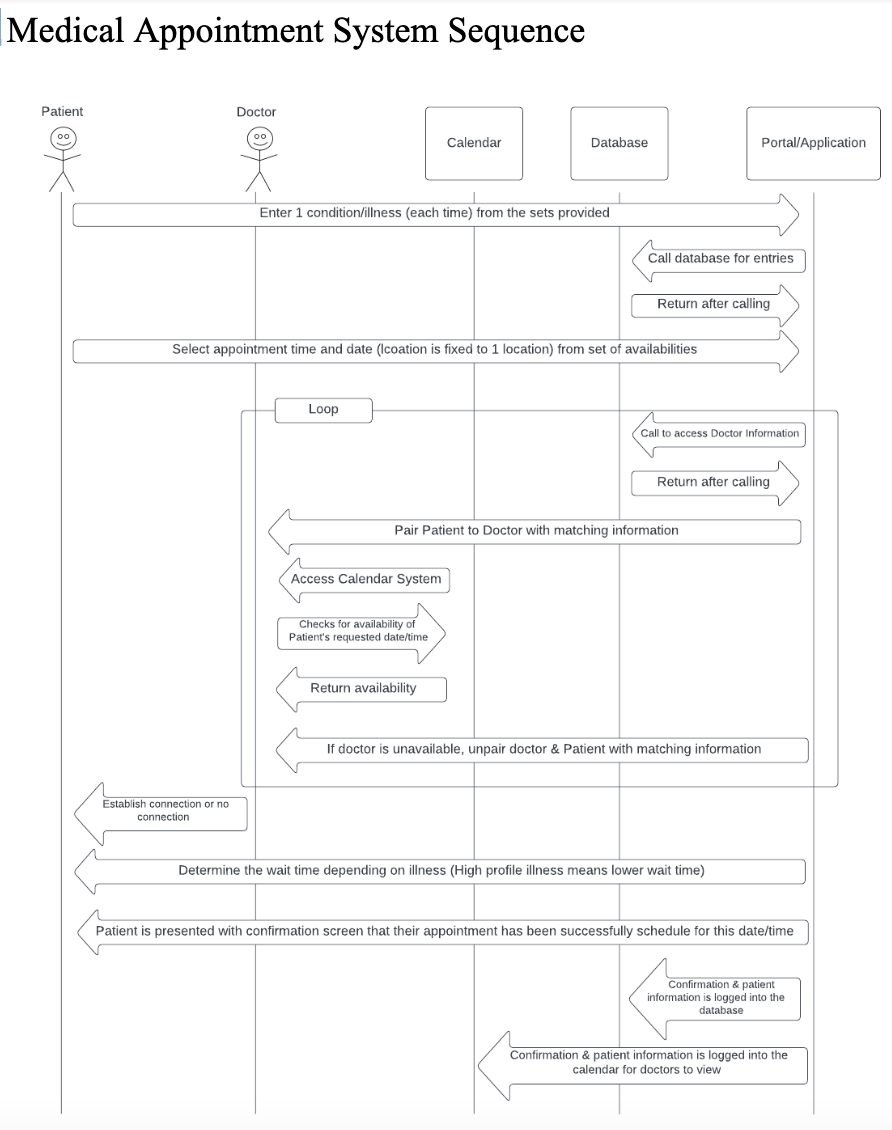 Medical Appointment System Sequence
Patient
Doctor
Calendar
Database
Portal/Application
Enter 1 condition/illness (each time) from the sets provided
Call database for entries
Return after calling
Select appointment time and date (lcoation is fixed to 1 location) from set of availabilities
Loop
Call to access Doctor Information
Return after calling
Pair Patient to Doctor with matching information
Access Calendar System
Checks for availability of
Patient's requested date/time
Return availability
If doctor is unavailable, unpair doctor & Patient with matching information
Establish connection or no
connection
Determine the wait time depending on illness (High profile illness means lower wait time)
Patient is presented with confirmation screen that their appointment has been successfully schedule for this date/time
Confirmation & patient
information is logged into the
database
Confirmation & patient information is logged into the
calendar for doctors to view